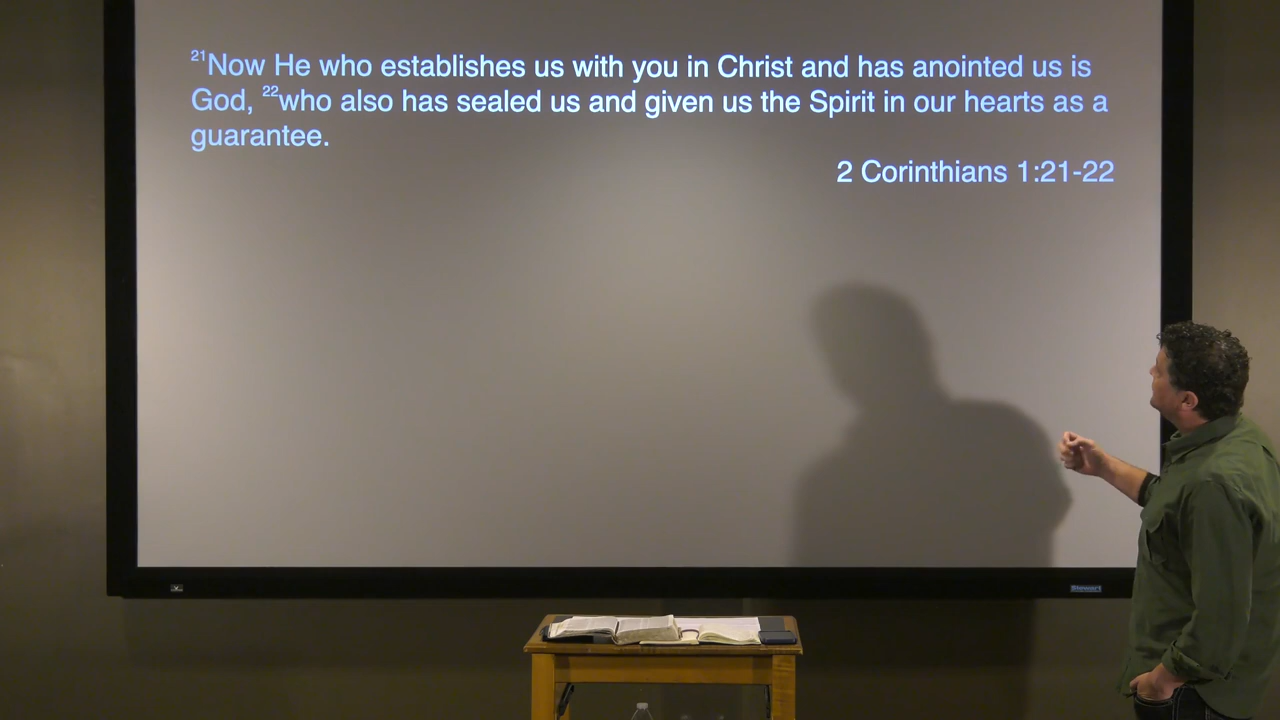 ²¹Now He who establishes us with you in Christ and has anointed us is
God, ²²who also has sealed us and given us the Spirit in our hearts as a
guarantee.
2 Corinthians 1:21-22
Stewart